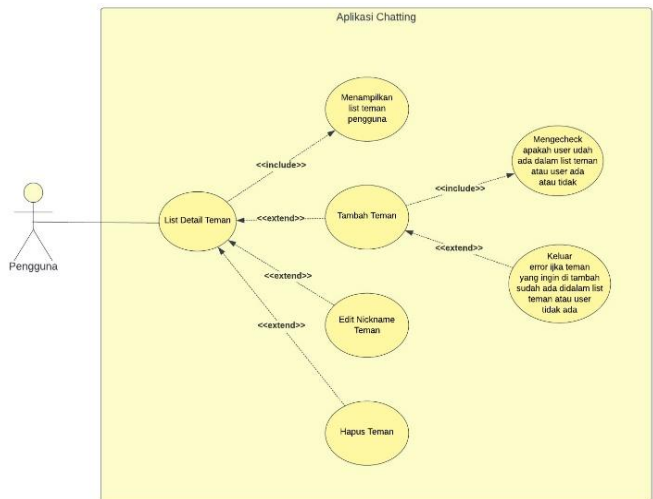 Aplikasi Chatting
Menampilkan
list teman
pengguna
<<include>>
Mengecheck
apakah user udah
ada dalam list teman
atau user ada
atau tidak
<<include>>
List Detail Teman
<<extend>>
Tambah Teman
Pengguna
<<extend>>
Keluar
error ijka teman
yang ingin di tambah
sudah ada didalam list
teman atau user
tidak ada
<<extend>>
Edit Nickname
Teman
<<extend>>
Hapus Teman